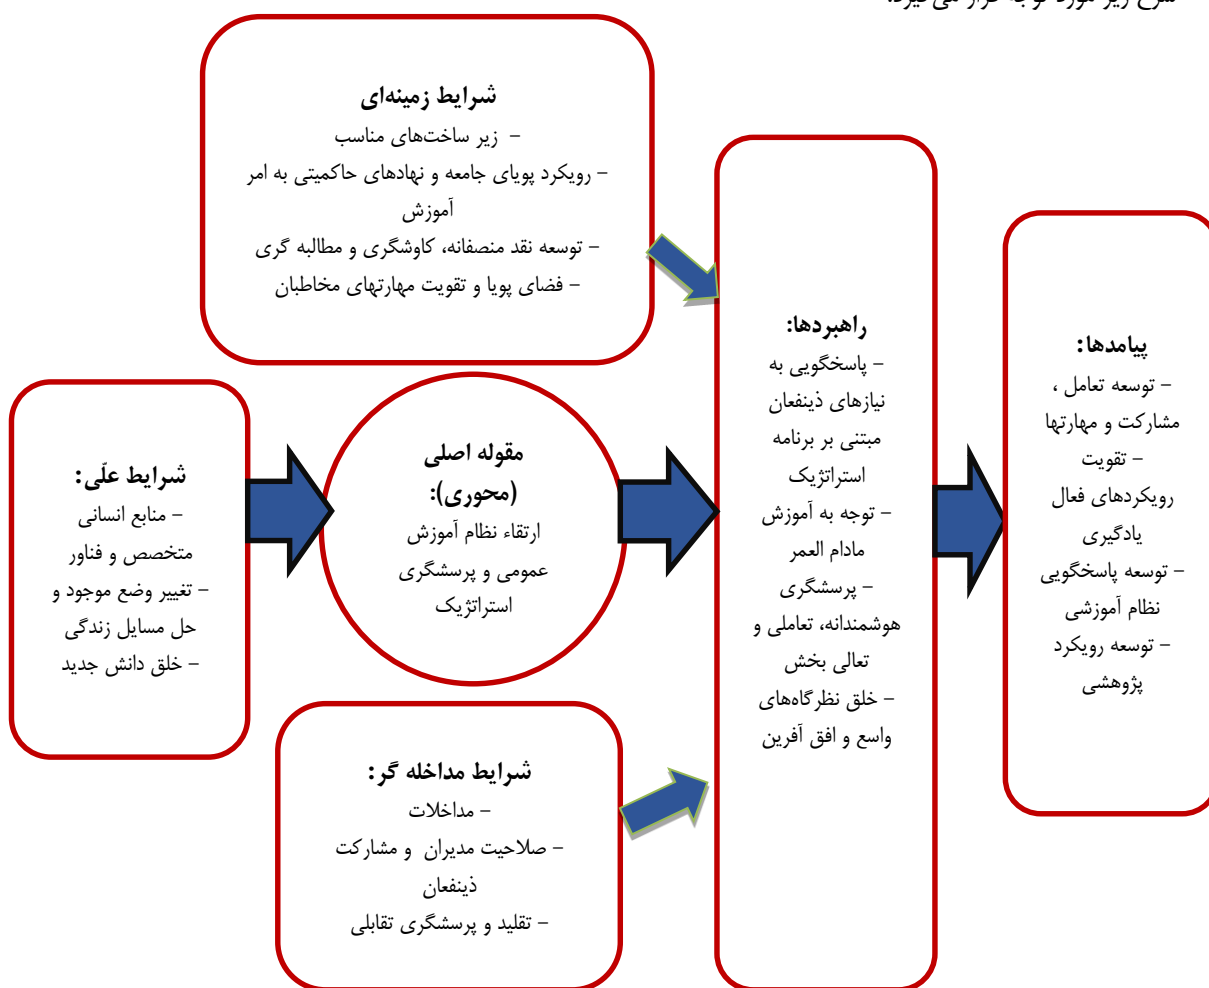 شرایط زمینه‌ای
- زیر ساخت‌های مناسب
- رویکرد پویای جامعه و نهادهای حاکمیتی به امر
آموزش
- توسعه نقد منصفانه، کاوشگری و مطالبه گری
- فضای پویا و تقویت مهارتهای مخاطبان
شرایط علّی:
- منابع انسانی
متخصص و فناور
- تغییر وضع موجود و
حل مسایل زندگی
- خلق دانش جدید
مقوله اصلی
(محوری):
ارتقاء نظام آموزش
عمومی و پرسشگری
استراتژیک
شرایط مداخله گر:
- مداخلات
- صلاحیت مدیران و مشارکت
ذینفعان
- تقلید و پرسشگری تقابلی
راهبردها:
- پاسخگویی به
نیازهای ذینفعان
مبتنی بر برنامه
استراتژیک
- توجه به آموزش
مادام العمر
- پرسشگری
هوشمندانه، تعاملی و
تعالی بخش
- خلق نظرگاه‌های
واسع و افق آفرین
پیامدها:
- توسعه تعامل ،
مشارکت و مهارتها
- تقویت
رویکردهای فعال
یادگیری
- توسعه پاسخگویی
نظام آموزشی
- توسعه رویکرد
پژوهشی